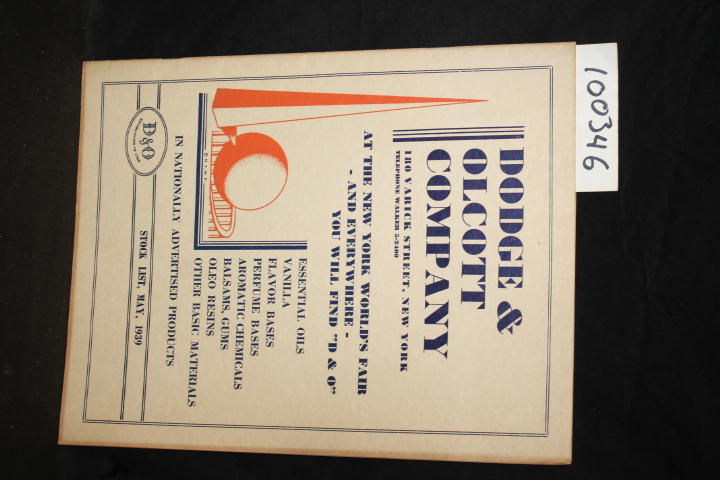 DODGE &
OLCOTT
COMPANY
180 VARICK STREET, NEW YORK
TELEPHONE WALKER 5-2400
AT THE NEW YORK WORLD'S FAIR
- AND EVERYWHERE -
YOU WILL FIND "D & O"
ESSENTIAL OILS
VANILLA
FLAVOR BASES
PERFUME BASES
AROMATIC CHEMICALS
BALSAMS, GUMS
OLEO RESINS
OTHER BASIC MATERIALS
IN NATIONALLY ADVERTISED PRODUCTS
D&O
STOCK LIST, MAY, 1939
100346